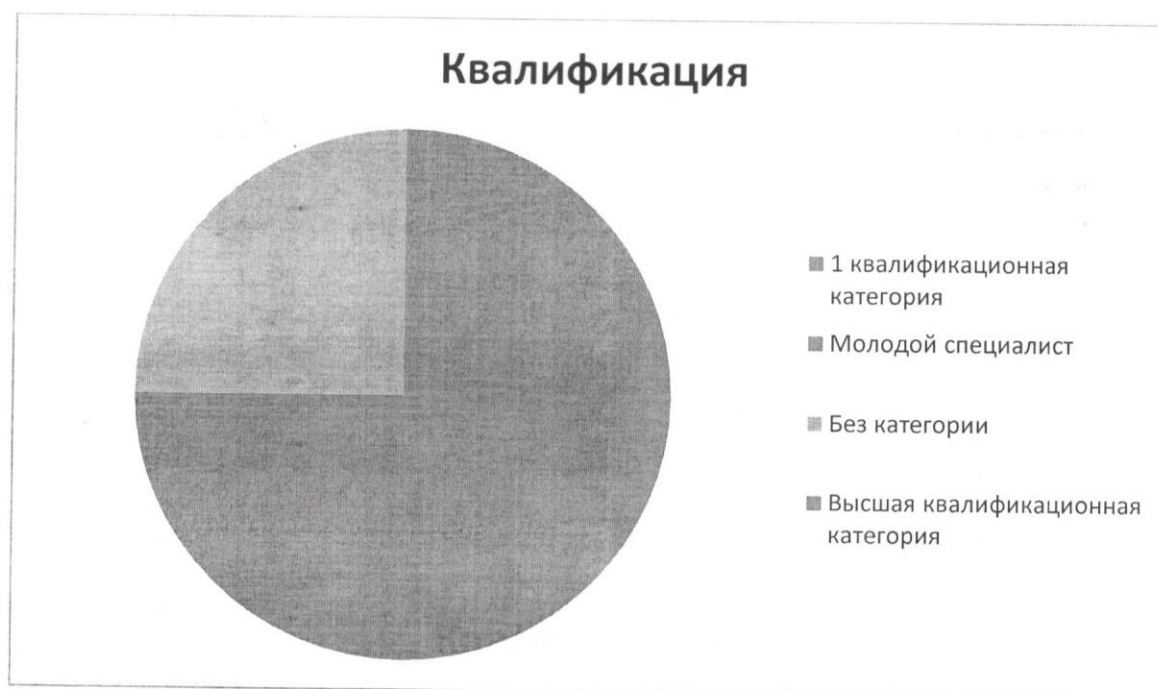 Квалификация
1 квалификационная
категория
Молодой специалист
Без категории
Высшая квалификационная
категория